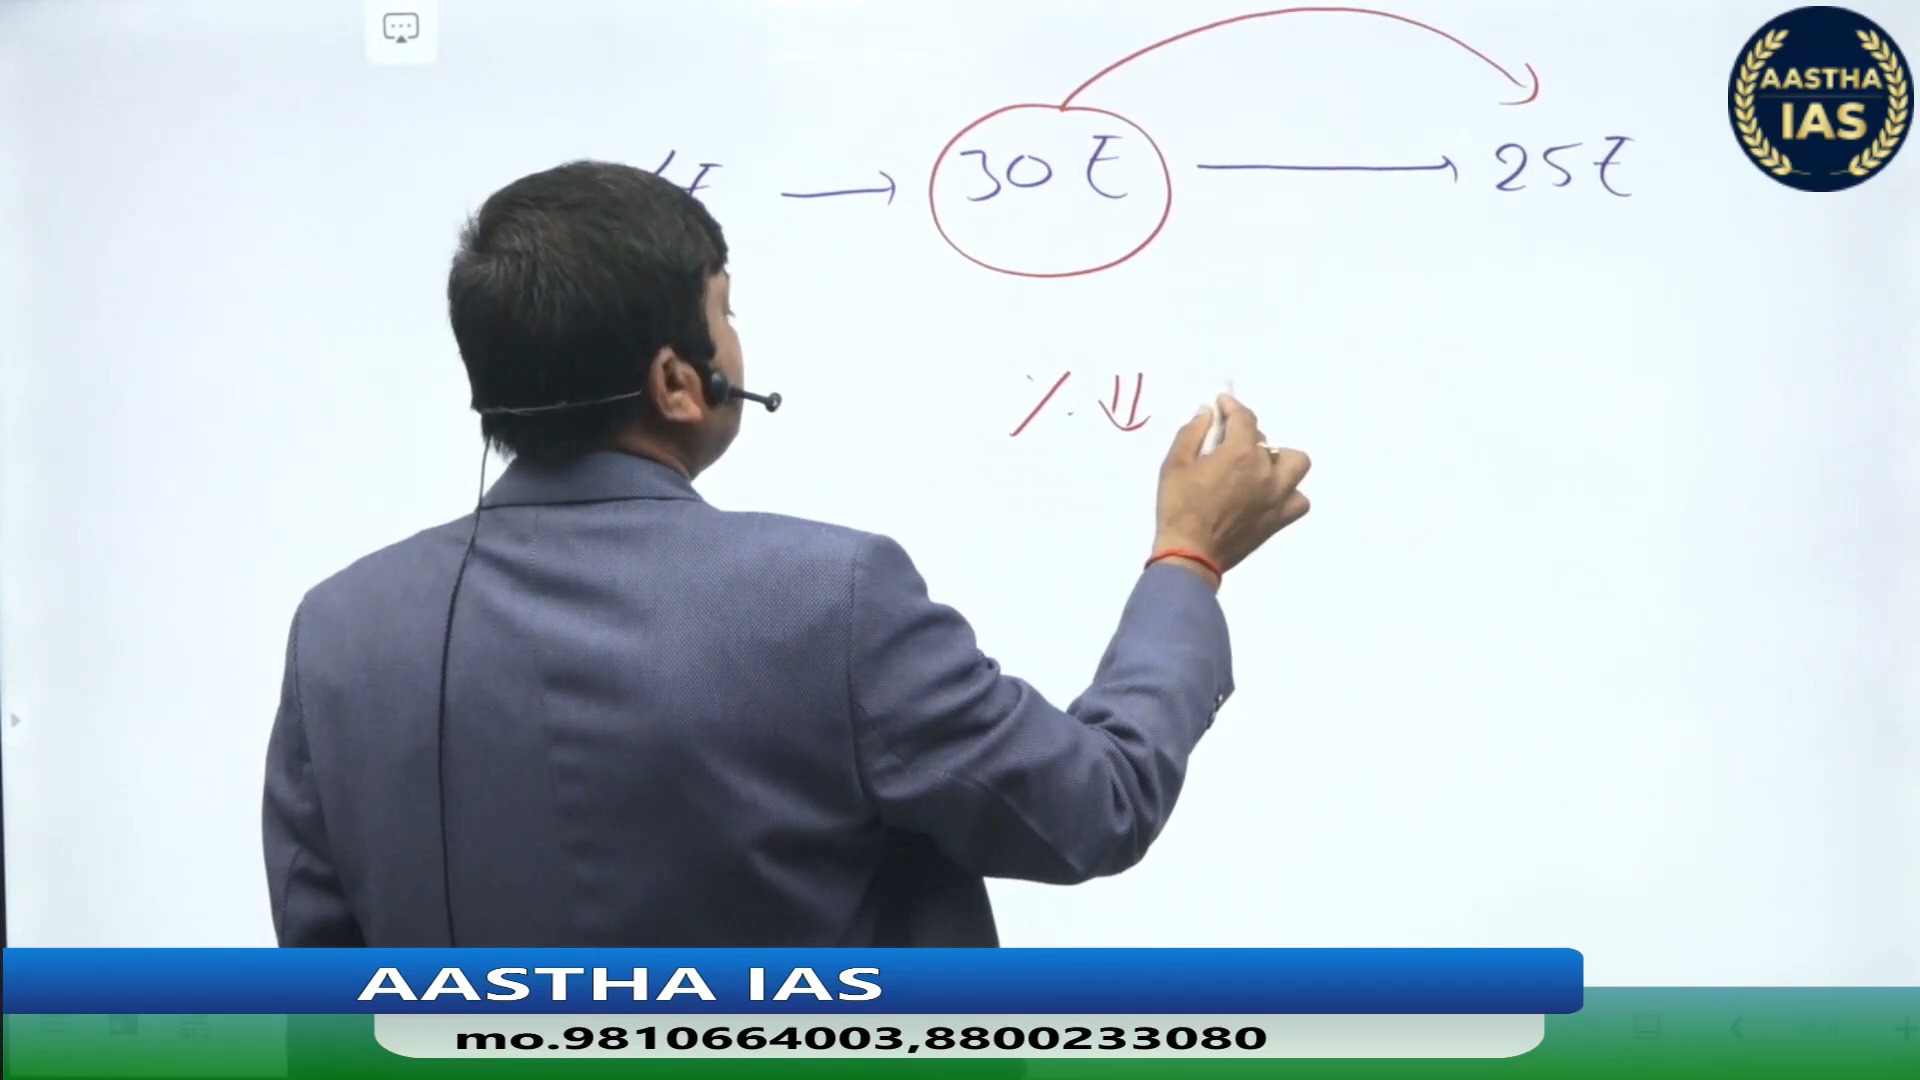 30 E → 25 E
% ↓
AASTHA
IAS
AASTHA IAS
mo.9810664003,8800233080